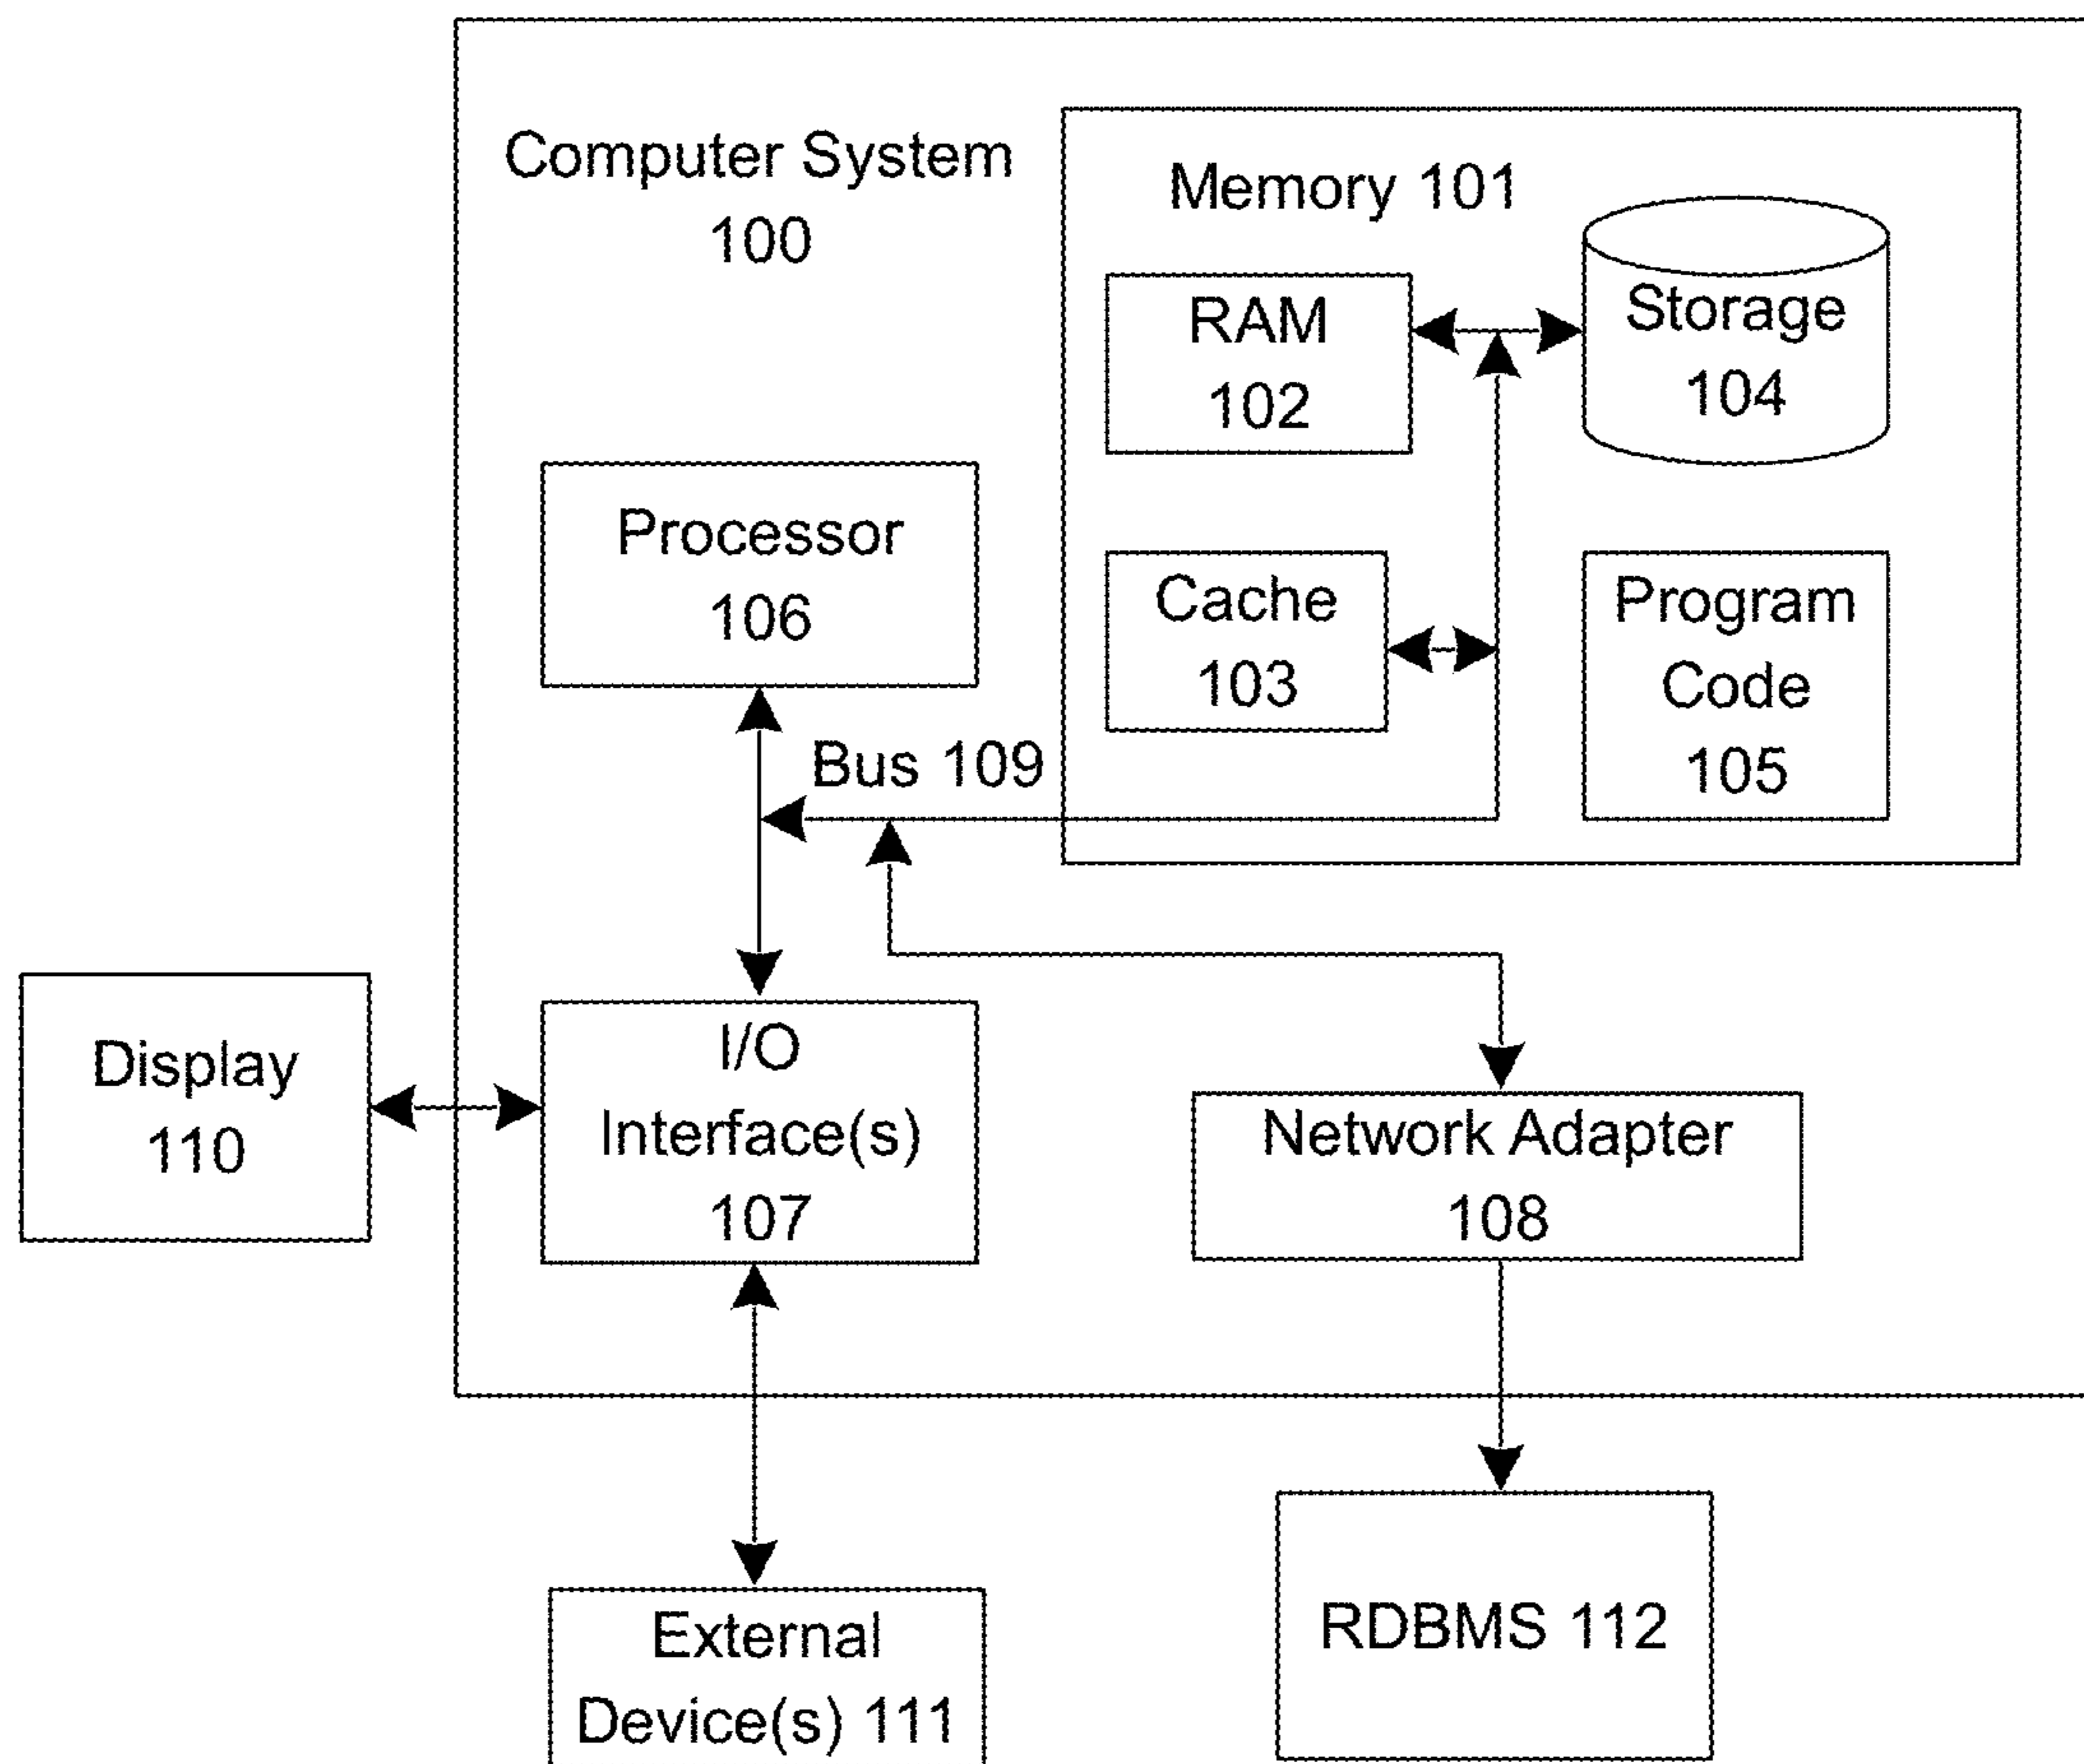 Computer System
100
Memory 101
RAM
102
Storage
104
Processor
106
Cache
103
Program
Code
105
Bus 109
Display
110
I/O
Interface(s)
107
Network Adapter
108
External
Device(s) 111
RDBMS 112